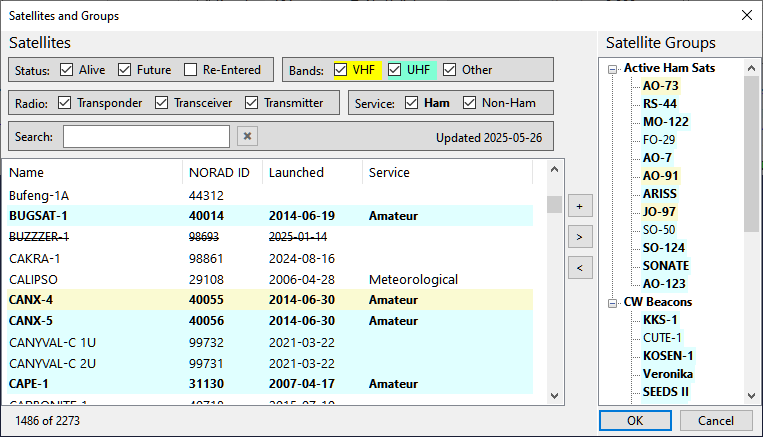 Satellites and Groups
Satellites
Status: Alive Future Re-Entered Bands: VHF UHF Other
Radio: Transponder Transceiver Transmitter Service: Ham Non-Ham
Search: Updated 2025-05-26
Name NORAD ID Launched Service
Bufeng-1A 44312
BUGSAT-1 40014 2014-06-19 Amateur
BUZZZER-1 98693 2025-01-14
CAKRA-1 98861 2024-08-16
CALIPSO 29108 2006-04-28 Meteorological
CANX-4 40055 2014-06-30 Amateur
CANX-5 40056 2014-06-30 Amateur
CANYVAL-C 1U 99732 2021-03-22
CANYVAL-C 2U 99731 2021-03-22
CAPE-1 31130 2007-04-17 Amateur
1486 of 2273
+
>
<
Satellite Groups
Active Ham Sats
AO-73
RS-44
MO-122
FO-29
AO-7
AO-91
ARISS
JO-97
SO-50
SO-124
SONATE
AO-123
CW Beacons
KKS-1
CUTE-1
KOSEN-1
Veronika
SEEDS II
OK Cancel